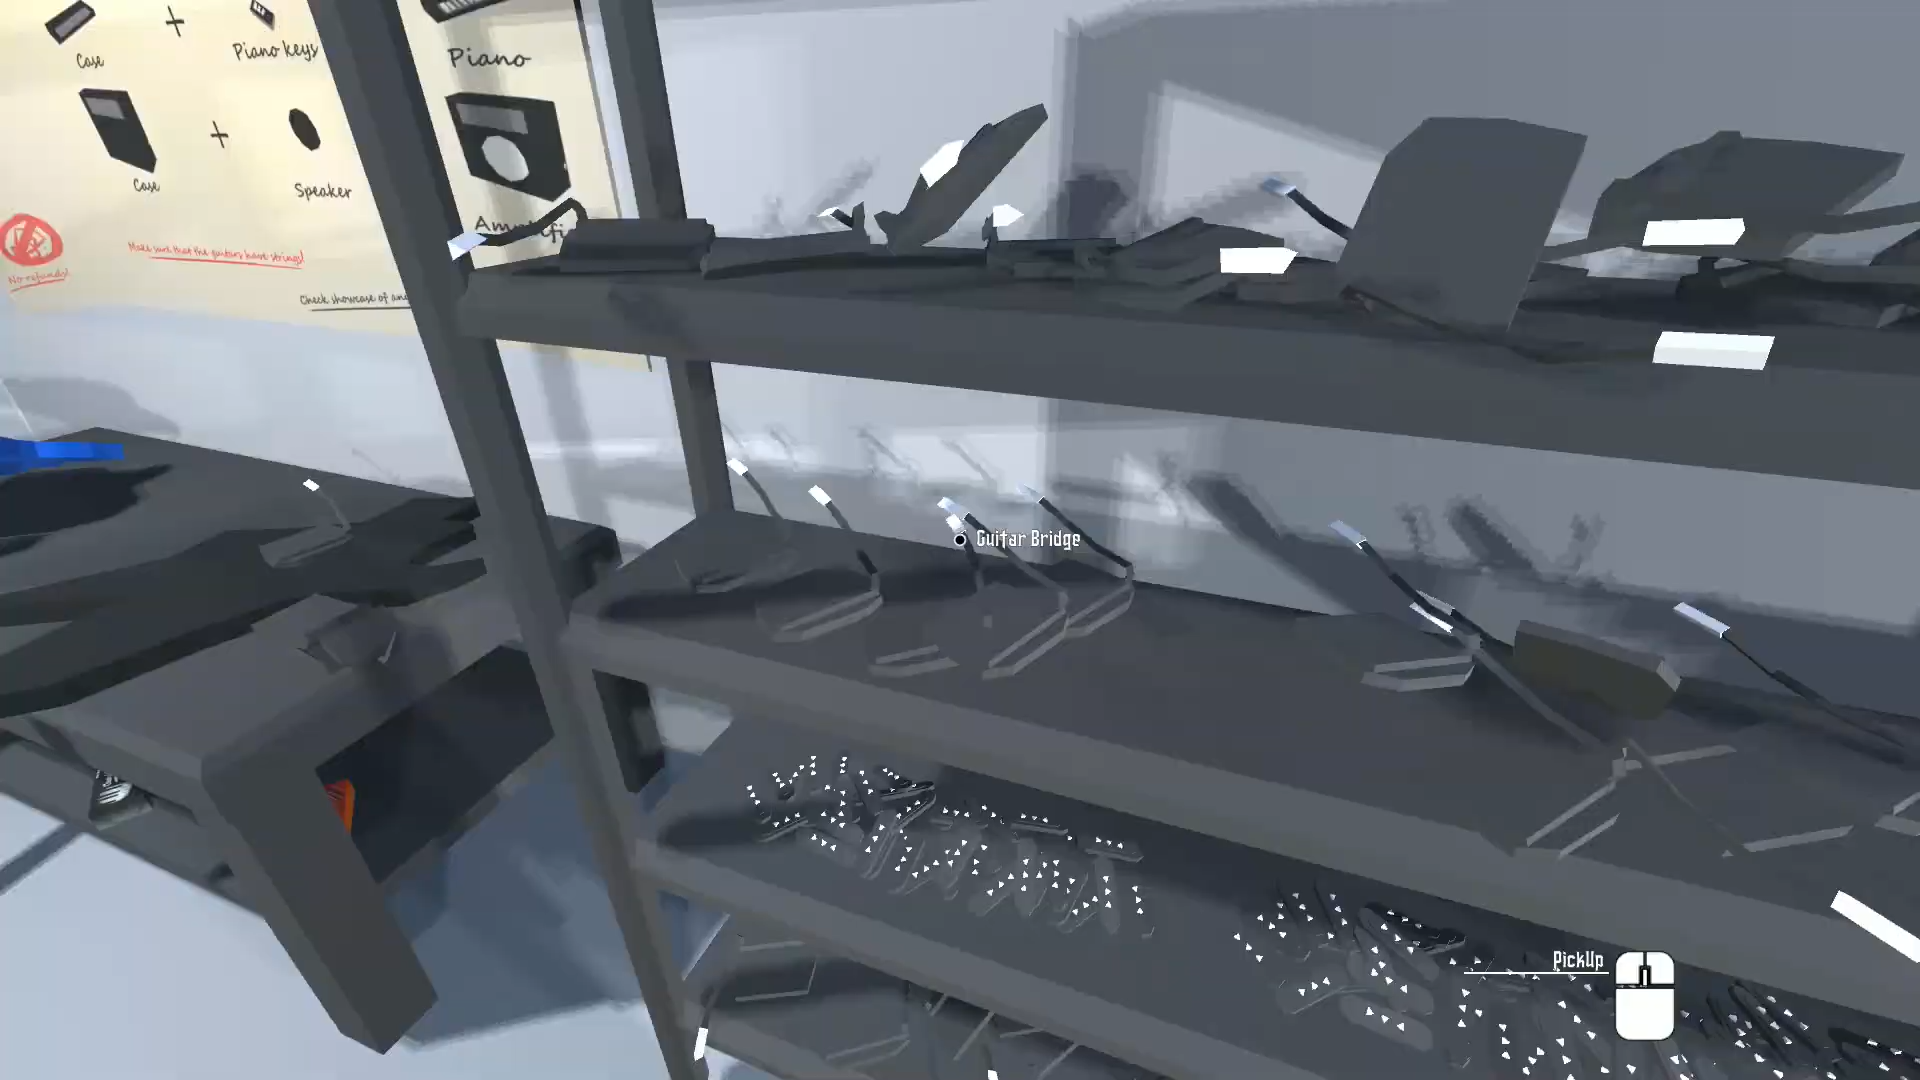 Case + Piano keys Piano
Case + Speaker
No refunds!
Make sure that the guitars have strings!
Check showcase of
Guitar Bridge
PickUp